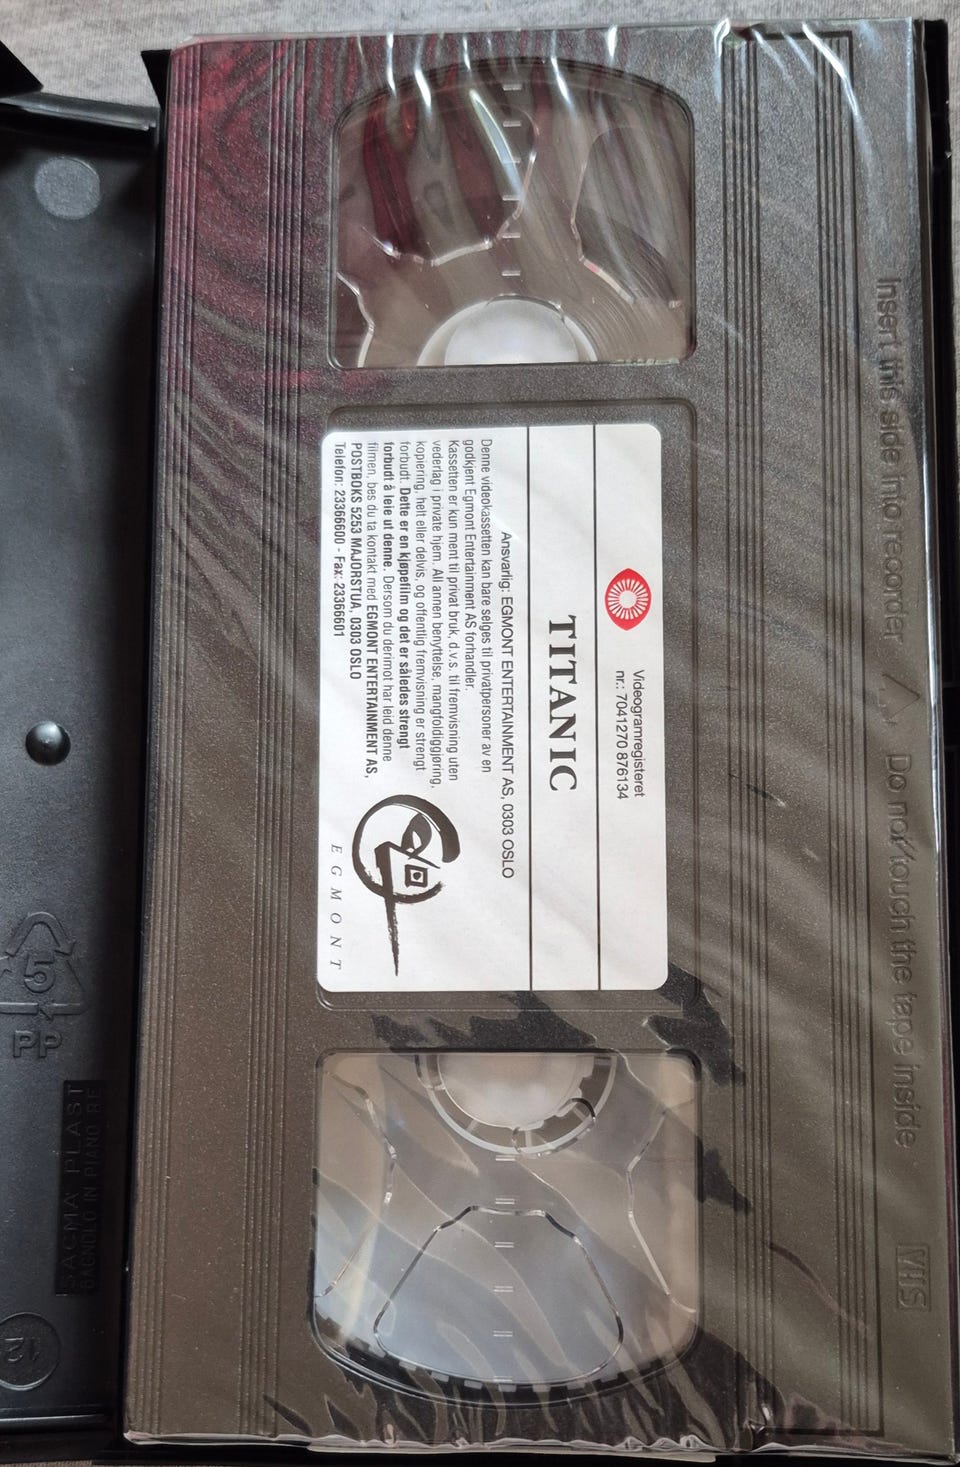 Insert this side into recorder △ Do not touch the tape inside
VHS
Videogramregisteret
nr.: 7041270 876134
TITANIC
Ansvarlig: EGMONT ENTERTAINMENT AS, 0303 OSLO
Denne videokassetten kan bare selges til privatpersoner av en
godkjent Egmont Entertainment AS forhandler.
Kassetten er kun ment til privat bruk, d.v.s. til fremvisning uten
vederlag i private hjem. All annen benyttelse, mangfoldiggjøring,
kopiering, helt eller delvis, og offentlig fremvisning er strengt
forbudt. Dette er en kjøpefilm og det er således strengt
forbudt å leie ut denne. Dersom du derimot har leid denne
filmen, bes du ta kontakt med EGMONT ENTERTAINMENT AS,
POSTBOKS 5253 MAJORSTUA, 0303 OSLO
Telefon: 23366600 - Fax: 23366601
EGMONT
5
PP
SACMA PLAST
BAGNOLO IN PIANO RE
12